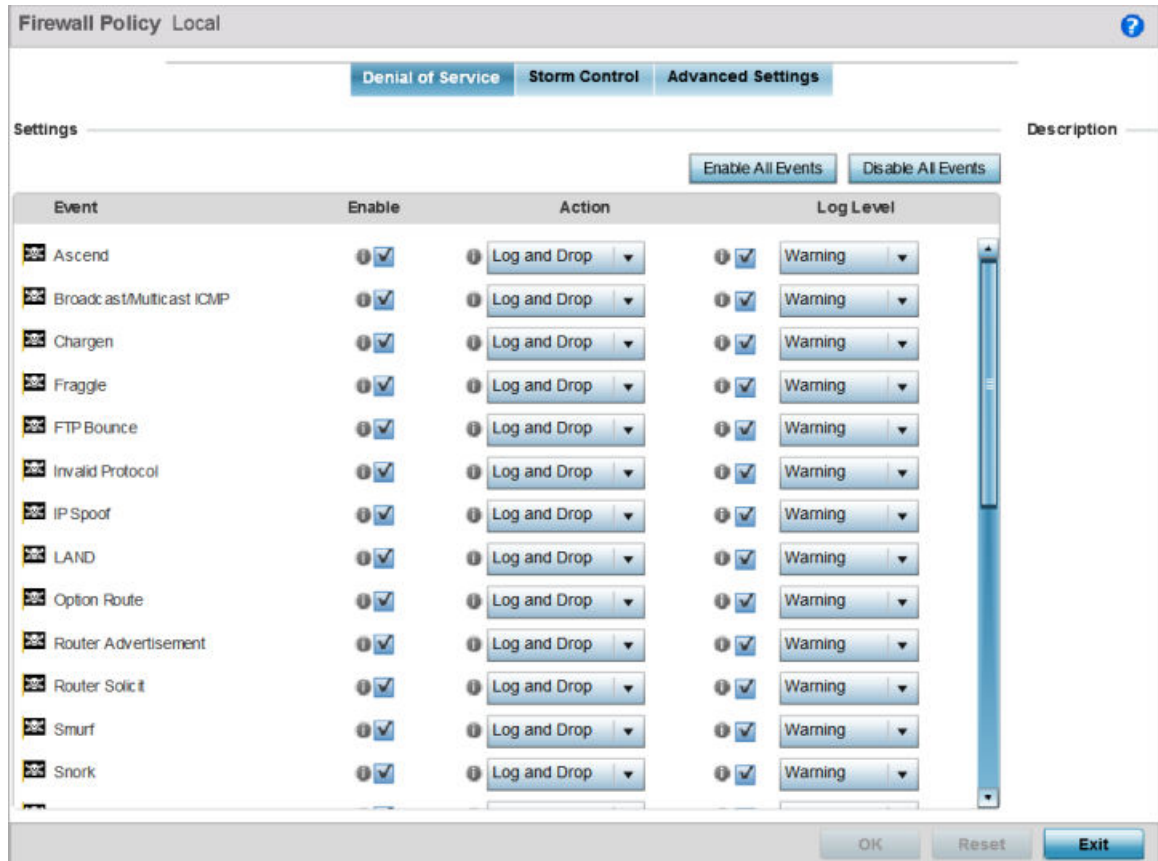 Firewall Policy Local
Denial of Service Storm Control Advanced Settings
Settings Description
Enable All Events Disable All Events
Event Enable Action Log Level
Ascend Log and Drop Warning
Broadcast/Multicast ICMP Log and Drop Warning
Chargen Log and Drop Warning
Fraggle Log and Drop Warning
FTP Bounce Log and Drop Warning
Invalid Protocol Log and Drop Warning
IP Spoof Log and Drop Warning
LAND Log and Drop Warning
Option Route Log and Drop Warning
Router Advertisement Log and Drop Warning
Router Solicit Log and Drop Warning
Smurf Log and Drop Warning
Snork Log and Drop Warning
OK Reset Exit